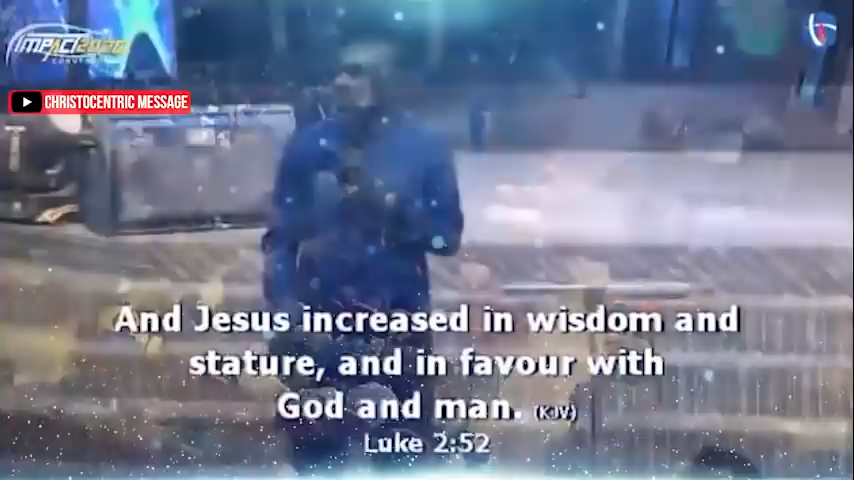 IMPACT2020
CHRISTOCENTRIC MESSAGE
And Jesus increased in wisdom and
stature, and in favour with
God and man. (KJV)
Luke 2:52